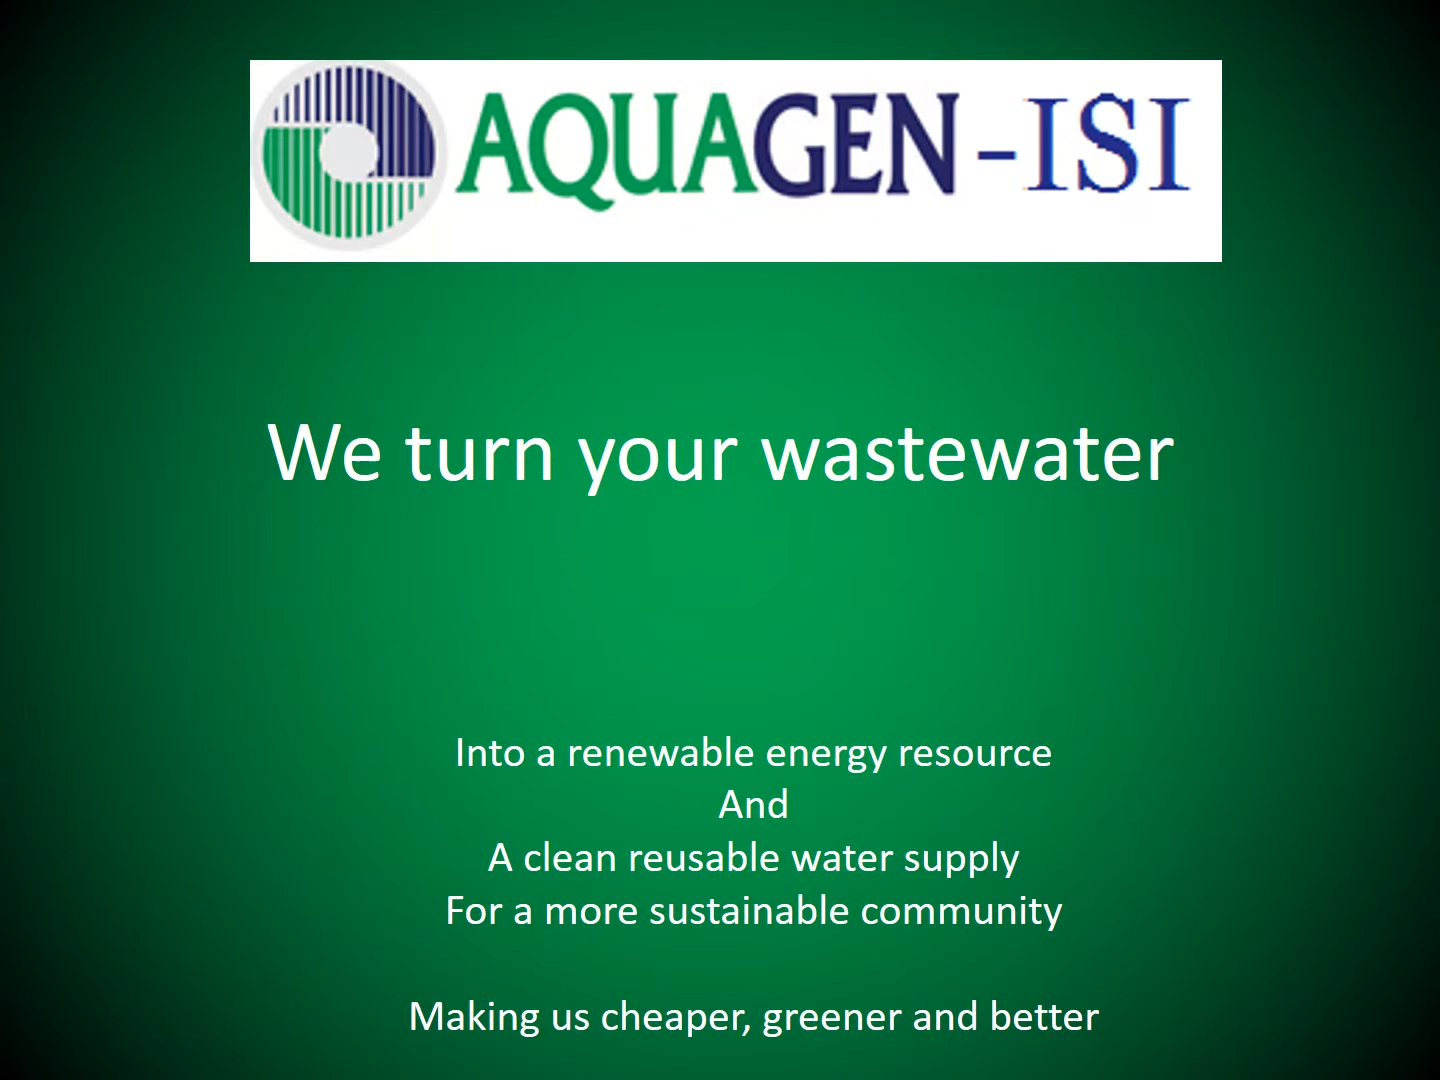 AQUAGEN -ISI
We turn your wastewater
Into a renewable energy resource
And
A clean reusable water supply
For a more sustainable community
Making us cheaper, greener and better